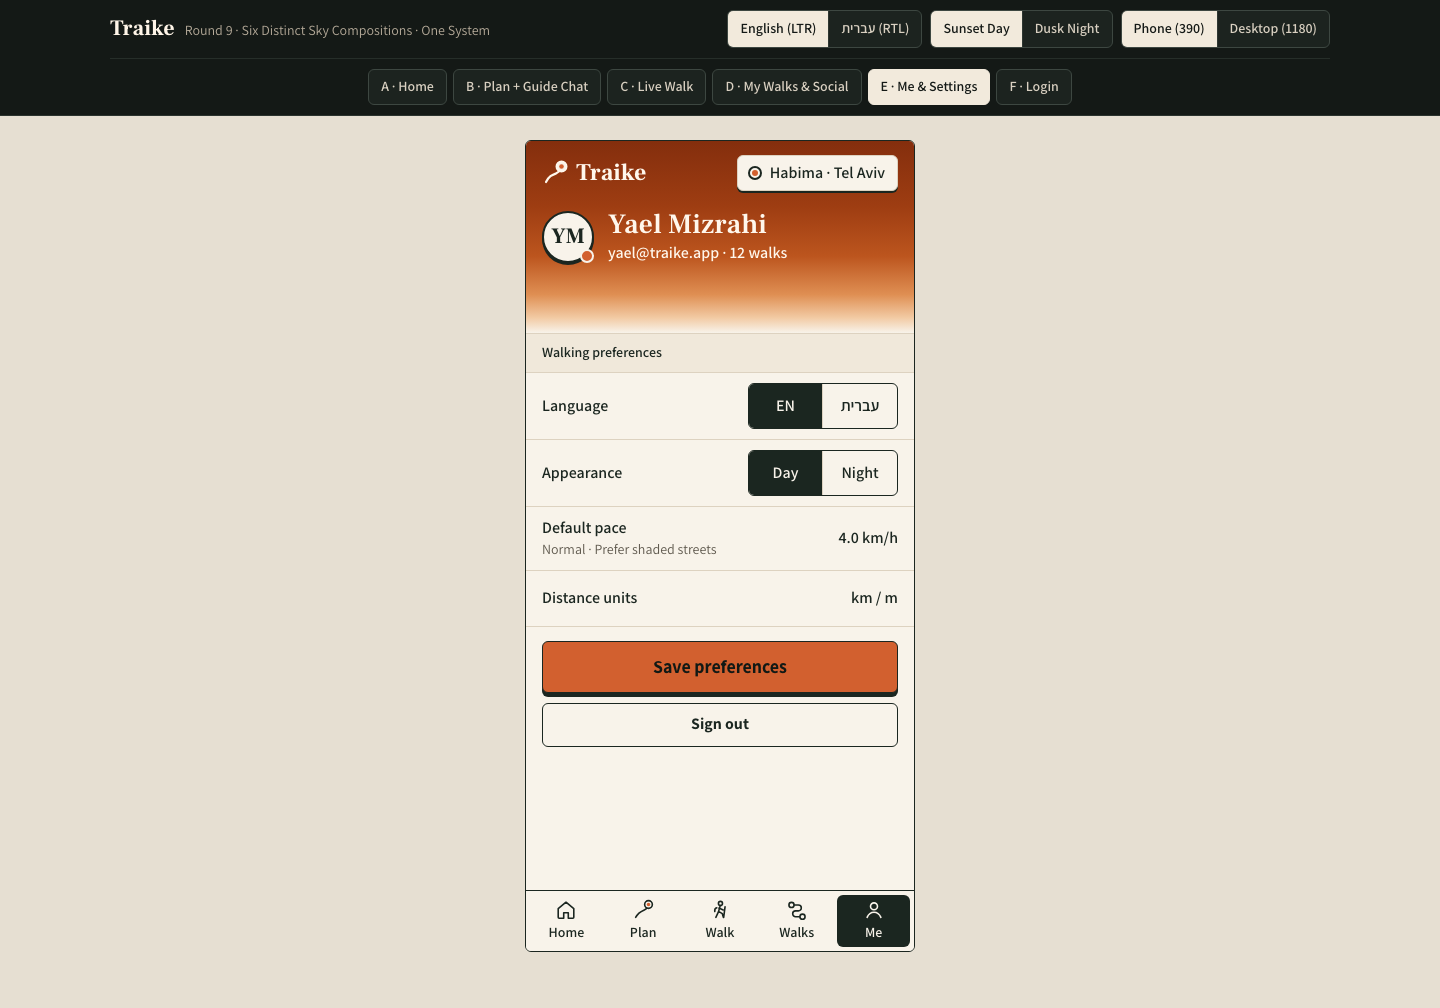 Traike Round 9 · Six Distinct Sky Compositions · One System
English (LTR) עברית (RTL) Sunset Day Dusk Night Phone (390) Desktop (1180)
A · Home B · Plan + Guide Chat C · Live Walk D · My Walks & Social E · Me & Settings F · Login
Traike Habima · Tel Aviv
YM Yael Mizrahi
yael@traike.app · 12 walks
Walking preferences
Language EN עברית
Appearance Day Night
Default pace 4.0 km/h
Normal · Prefer shaded streets
Distance units km / m
Save preferences
Sign out
Home Plan Walk Walks Me